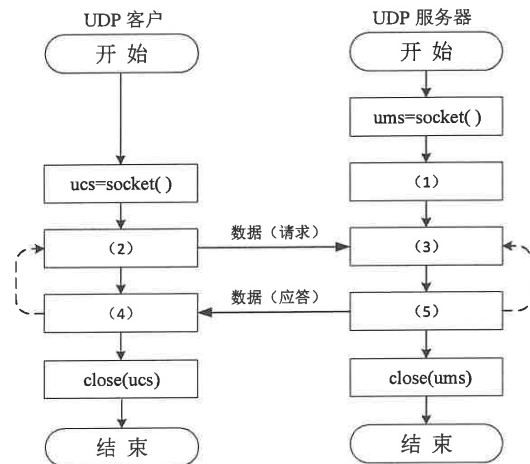 UDP 客户
UDP 服务器
开 始
开 始
ums=socket( )
ucs=socket( )
(1)
(2)
数据（请求）
(3)
(4)
数据（应答）
(5)
close(ucs)
close(ums)
结 束
结 束